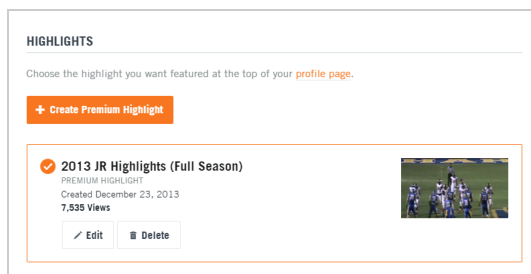 HIGHLIGHTS
Choose the highlight you want featured at the top of your profile page.
+ Create Premium Highlight
2013 JR Highlights (Full Season)
PREMIUM HIGHLIGHT
Created December 23, 2013
7,535 Views
Edit
Delete